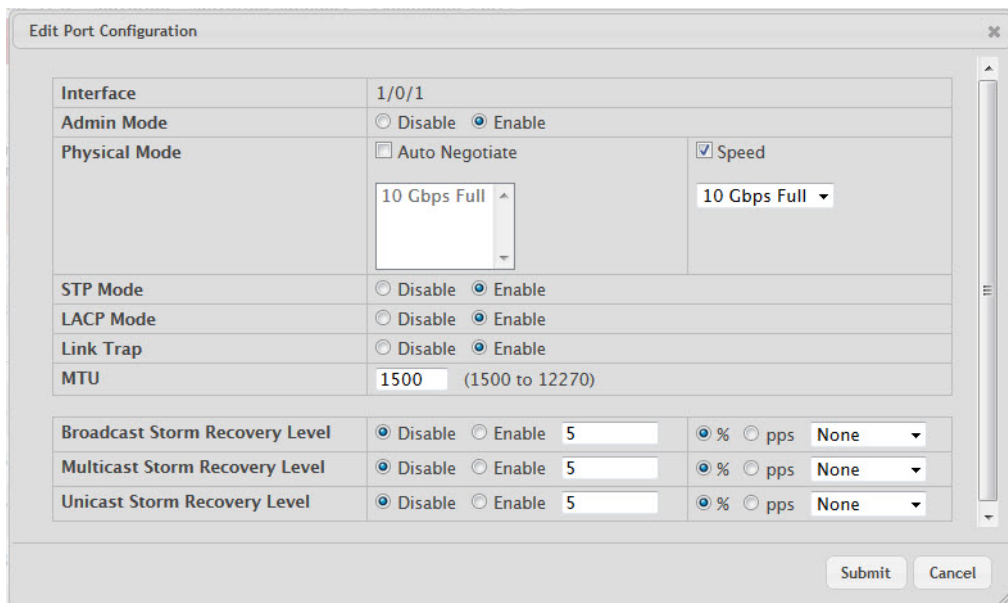 Edit Port Configuration
Interface 1/0/1
Admin Mode Disable Enable
Physical Mode Auto Negotiate Speed
10 Gbps Full 10 Gbps Full
STP Mode Disable Enable
LACP Mode Disable Enable
Link Trap Disable Enable
MTU 1500 (1500 to 12270)
Broadcast Storm Recovery Level Disable Enable 5 % pps None
Multicast Storm Recovery Level Disable Enable 5 % pps None
Unicast Storm Recovery Level Disable Enable 5 % pps None
Submit Cancel